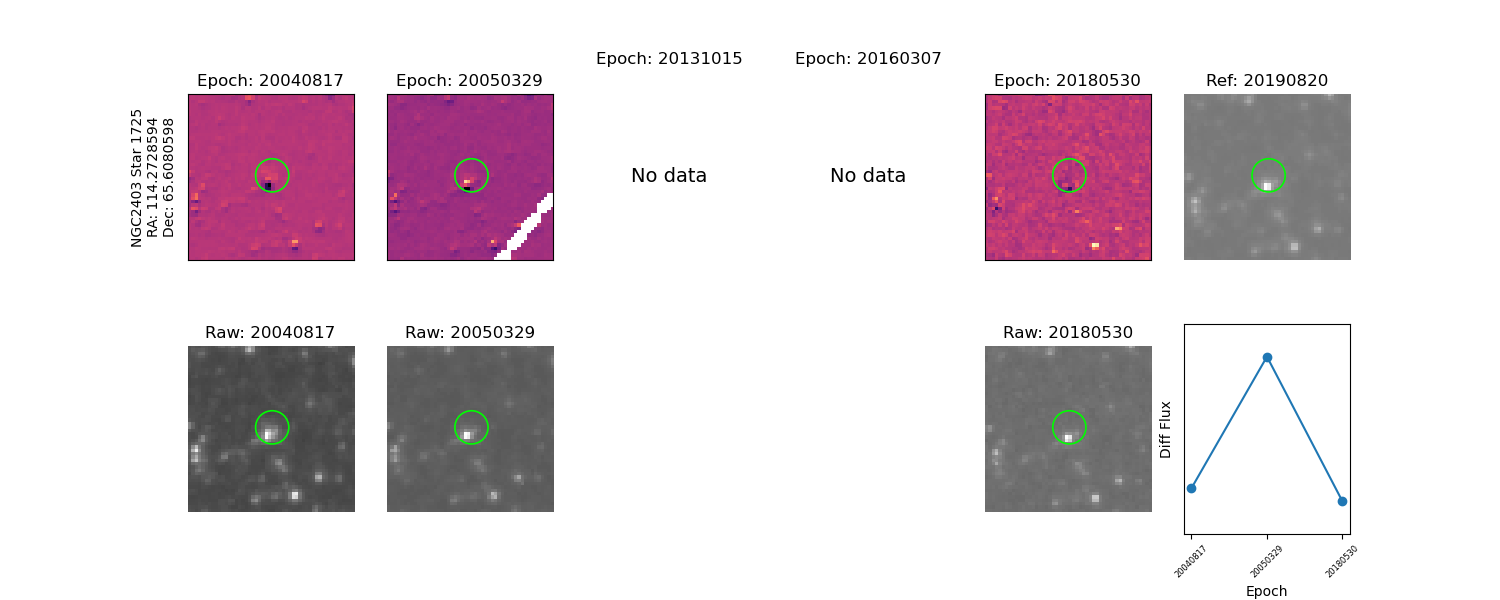 Epoch: 20040817
Epoch: 20050329
Epoch: 20131015
Epoch: 20160307
Epoch: 20180530
Ref: 20190820
NGC2403 Star 1725
RA: 114.2728594
Dec: 65.6080598
No data
No data
Raw: 20040817
Raw: 20050329
Raw: 20180530
Diff Flux
20040817
20050329
20180530
Epoch